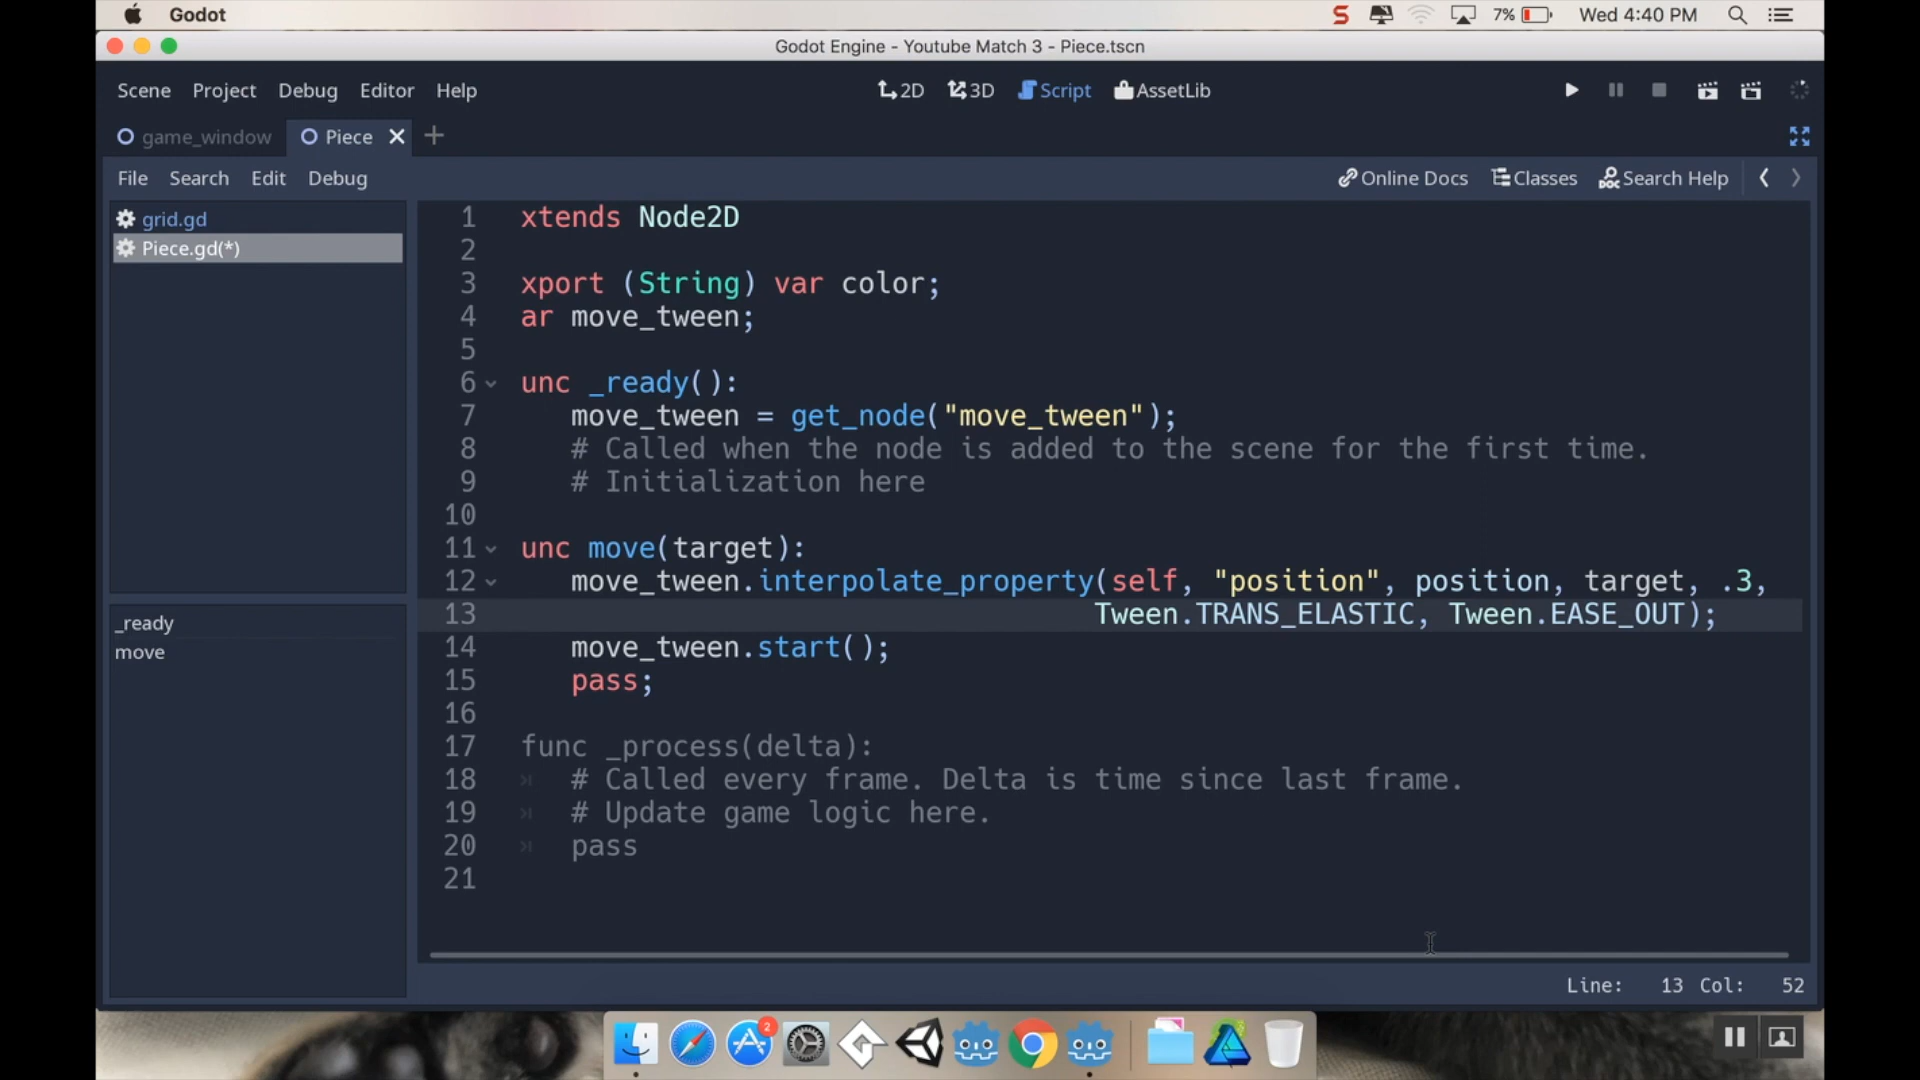 Godot
7%
Wed 4:40 PM
Godot Engine - Youtube Match 3 - Piece.tscn
Scene Project Debug Editor Help
2D 3D Script AssetLib
game_window Piece
File Search Edit Debug
Online Docs Classes Search Help
grid.gd
Piece.gd(*)
_ready
move
1 xtends Node2D
2
3 xport (String) var color;
4 ar move_tween;
5
6 unc _ready():
7 move_tween = get_node("move_tween");
8 # Called when the node is added to the scene for the first time.
9 # Initialization here
10
11 unc move(target):
12 move_tween.interpolate_property(self, "position", position, target, .3,
13 Tween.TRANS_ELASTIC, Tween.EASE_OUT);
14 move_tween.start();
15 pass;
16
17 func _process(delta):
18 # Called every frame. Delta is time since last frame.
19 # Update game logic here.
20 pass
21
Line: 13 Col: 52
2